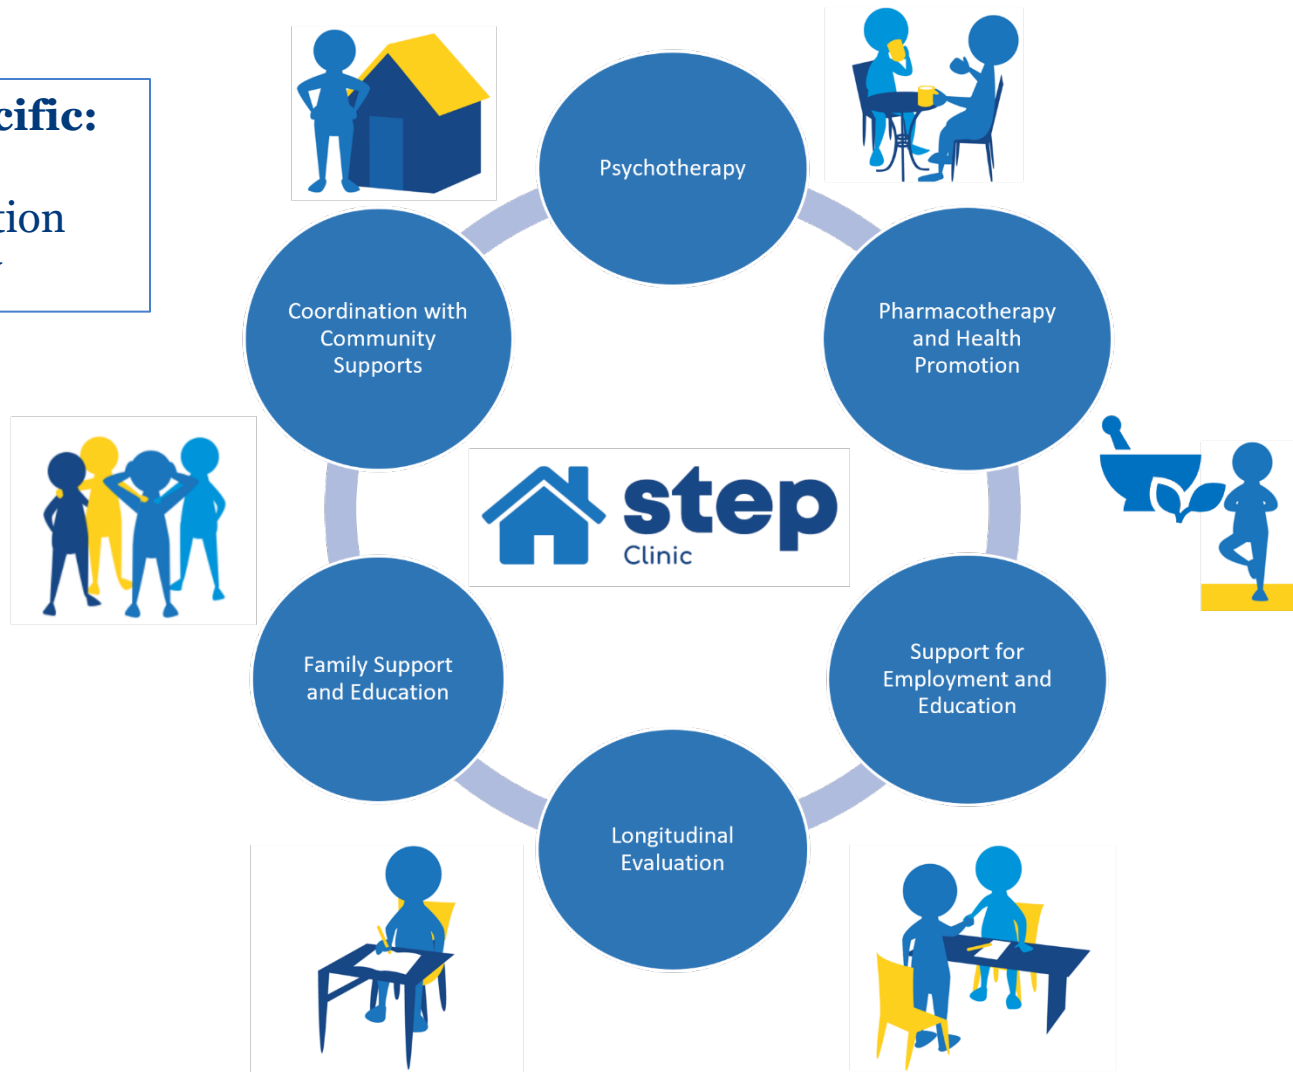 cific:
tion
Psychotherapy
Pharmacotherapy
and Health
Promotion
Support for
Employment and
Education
Longitudinal
Evaluation
Family Support
and Education
Coordination with
Community
Supports
step
Clinic